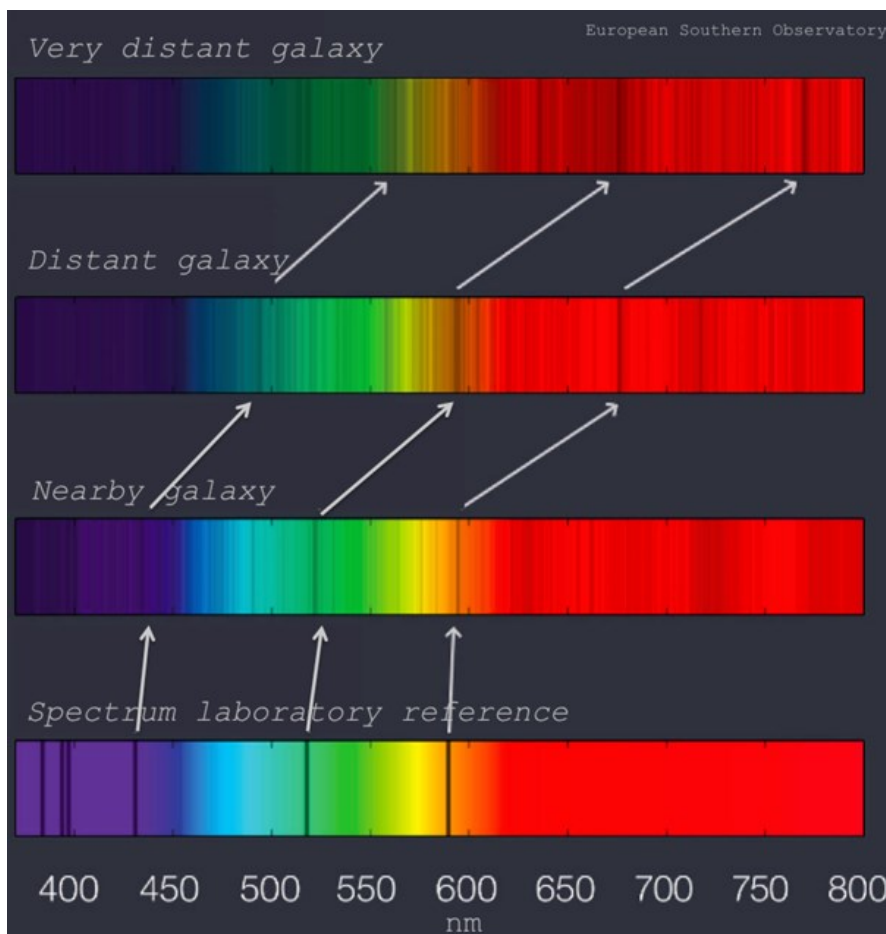 European Southern Observatory
Very distant galaxy
Distant galaxy
Nearby galaxy
Spectrum laboratory reference
400 450 500 550 600 650 700 750 800
nm